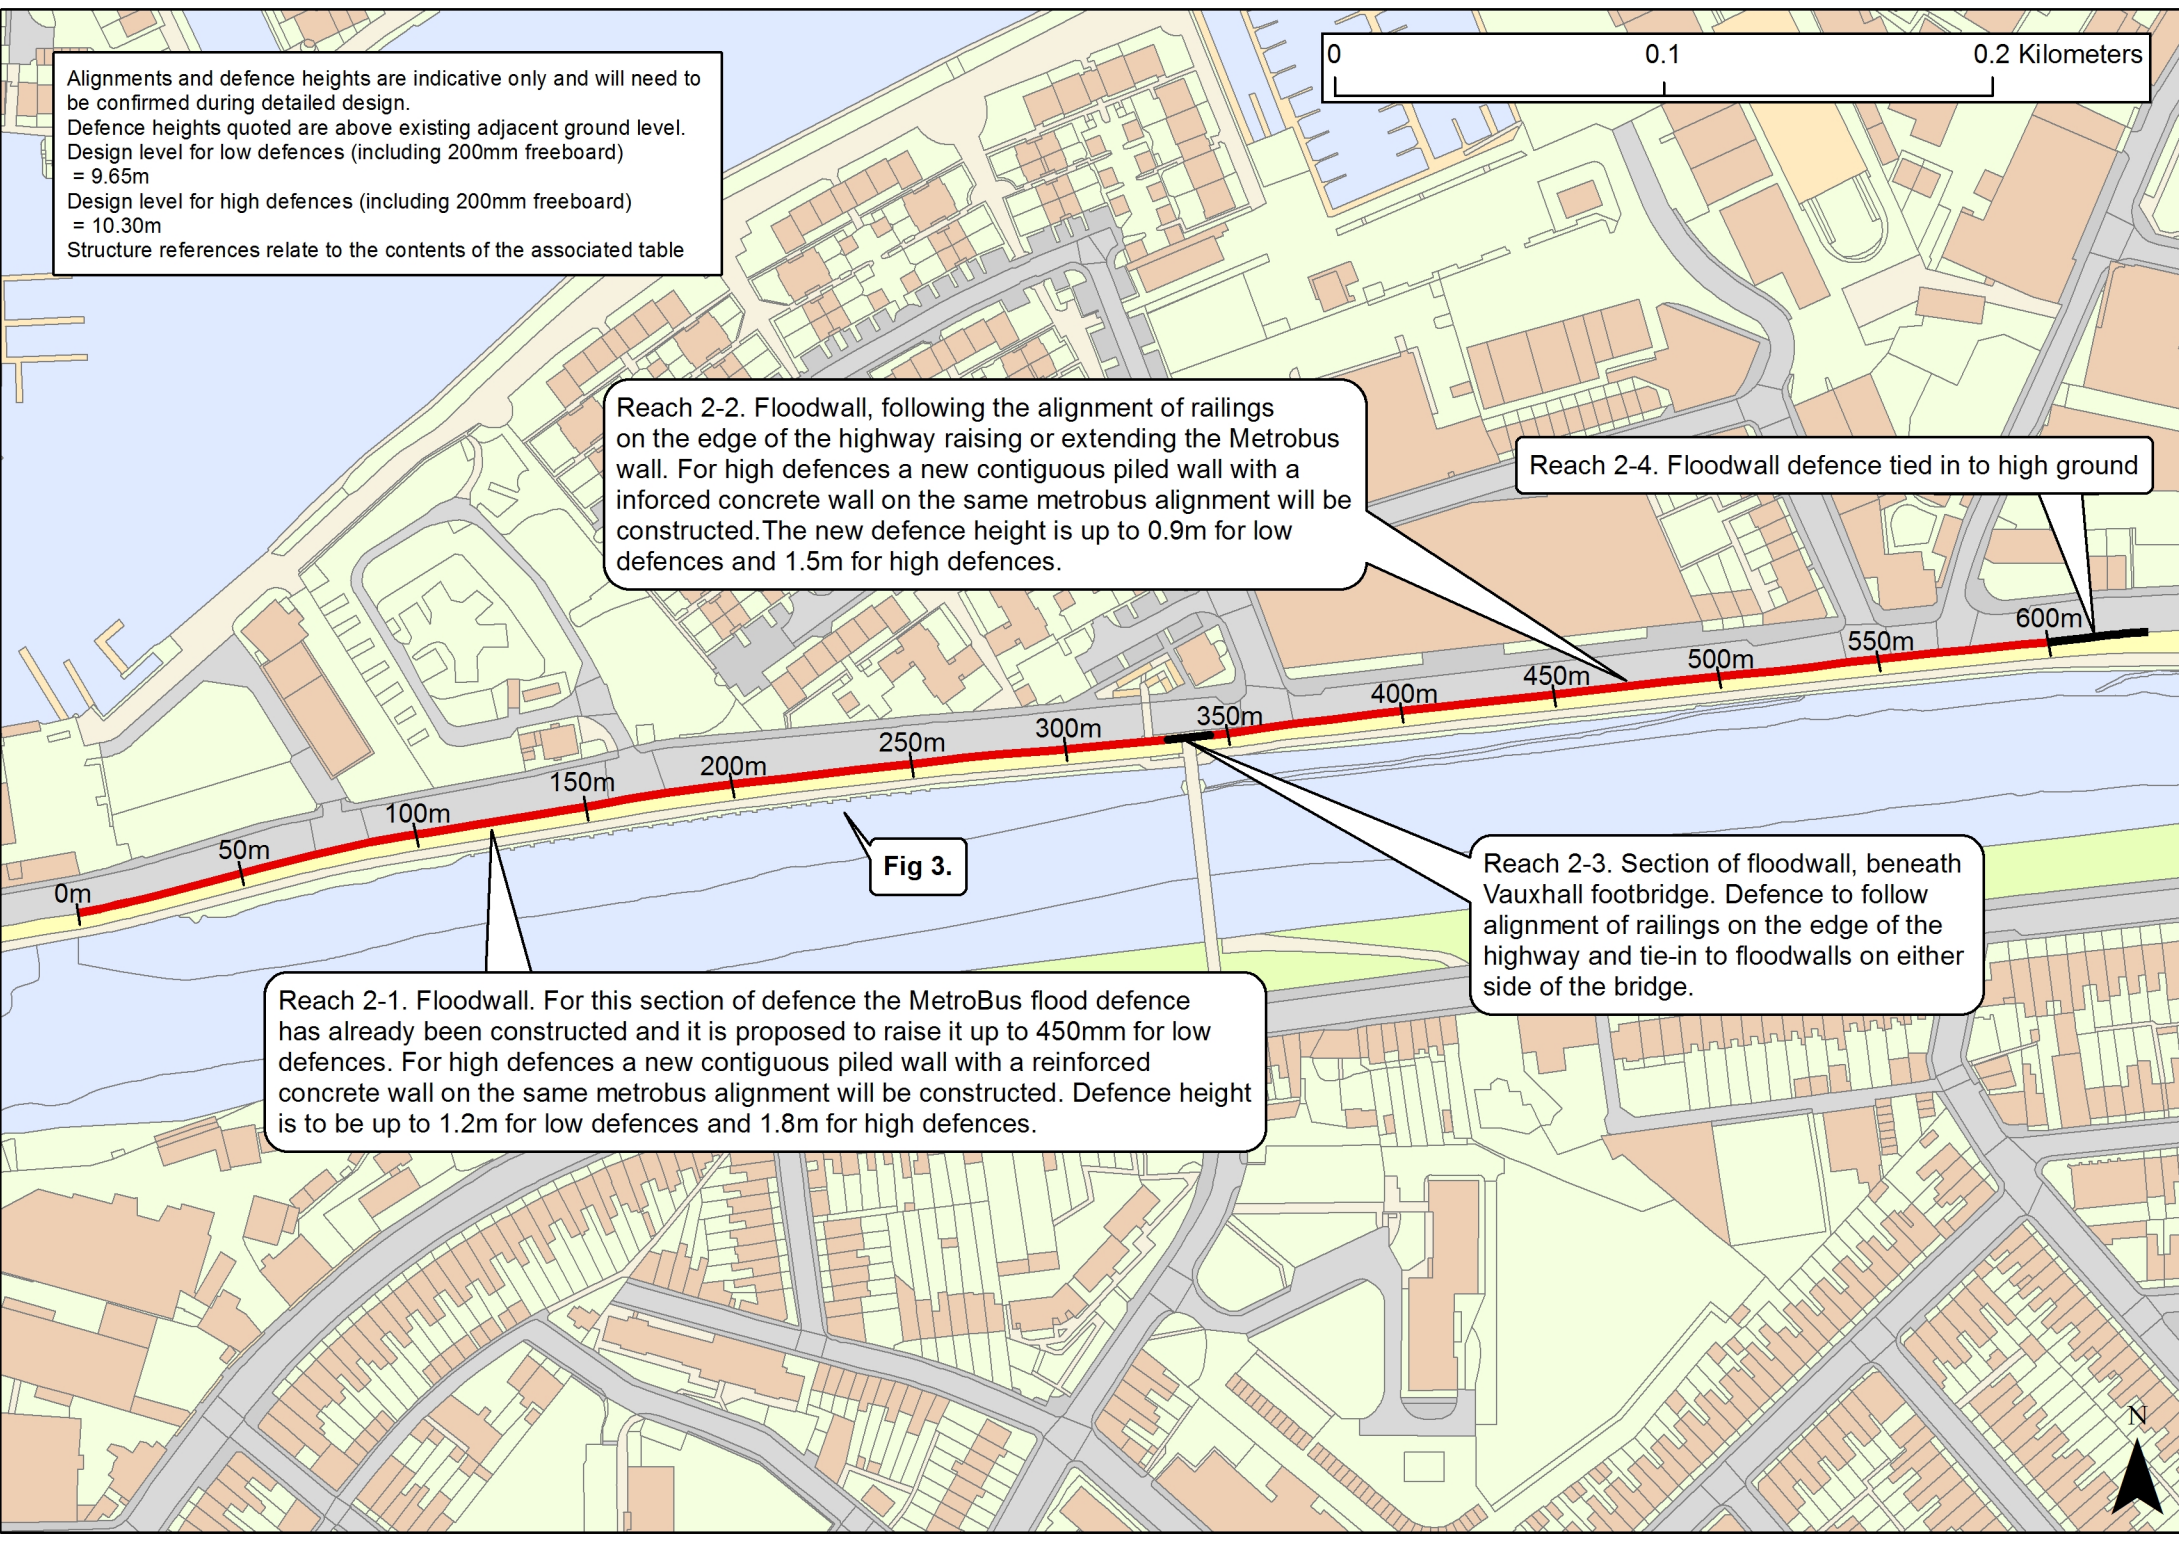 Alignments and defence heights are indicative only and will need to
be confirmed during detailed design.
Defence heights quoted are above existing adjacent ground level.
Design level for low defences (including 200mm freeboard)
= 9.65m
Design level for high defences (including 200mm freeboard)
= 10.30m
Structure references relate to the contents of the associated table
0 0.1 0.2 Kilometers
Reach 2-2. Floodwall, following the alignment of railings
on the edge of the highway raising or extending the Metrobus
wall. For high defences a new contiguous piled wall with a
inforced concrete wall on the same metrobus alignment will be
constructed.The new defence height is up to 0.9m for low
defences and 1.5m for high defences.
Reach 2-4. Floodwall defence tied in to high ground
0m
50m
100m
150m
200m
250m
300m
350m
400m
450m
500m
550m
600m
Fig 3.
Reach 2-3. Section of floodwall, beneath
Vauxhall footbridge. Defence to follow
alignment of railings on the edge of the
highway and tie-in to floodwalls on either
side of the bridge.
Reach 2-1. Floodwall. For this section of defence the MetroBus flood defence
has already been constructed and it is proposed to raise it up to 450mm for low
defences. For high defences a new contiguous piled wall with a reinforced
concrete wall on the same metrobus alignment will be constructed. Defence height
is to be up to 1.2m for low defences and 1.8m for high defences.
N